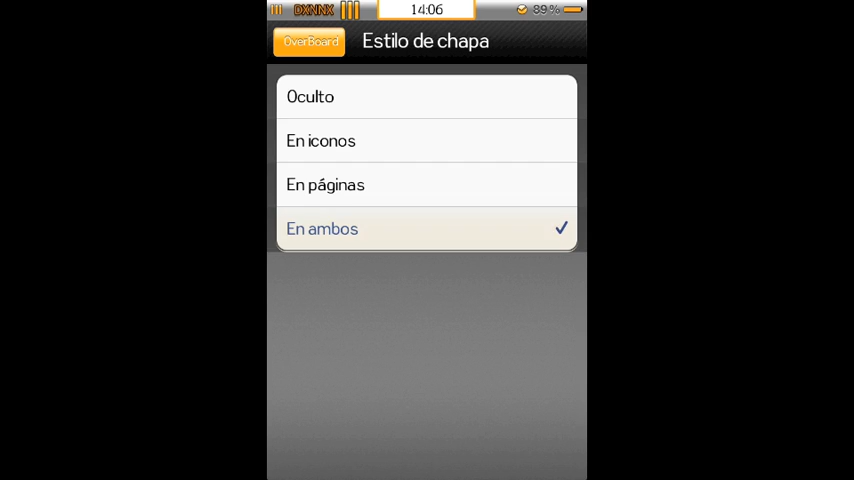 DXNNX
14:06
89%
OverBoard
Estilo de chapa
Oculto
En iconos
En páginas
En ambos